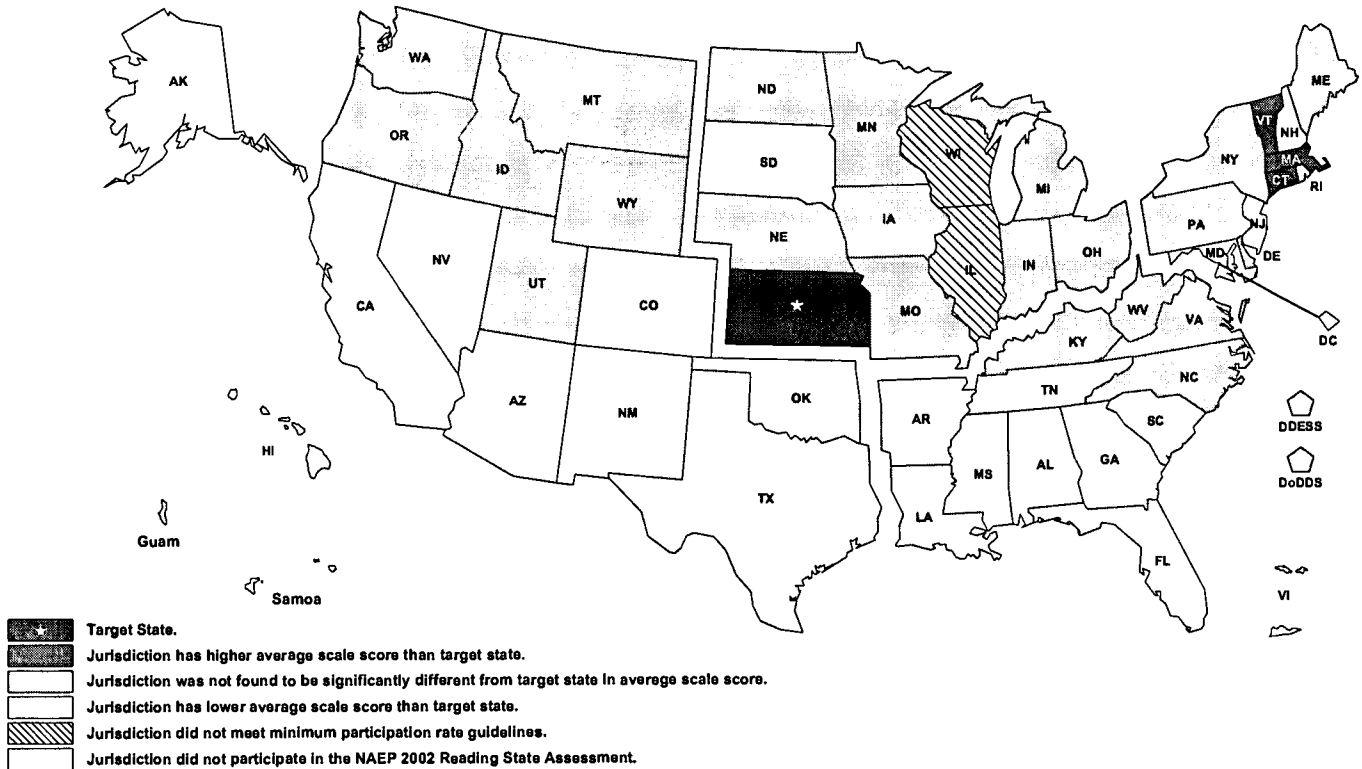 AK
WA
MT
ND
MN
ME
VT
NH
OR
ID
SD
WI
NY
MA
CT
RI
WY
MI
IA
PA
NJ
NE
OH
IN
IL
MD
DE
NV
UT
CO
MO
WV
VA
CA
KY
DC
NC
TN
AZ
NM
OK
AR
SC
DDESS
HI
MS
AL
GA
DoDDS
TX
LA
Guam
FL
Samoa
VI
Target State.
Jurisdiction has higher average scale score than target state.
Jurisdiction was not found to be significantly different from target state in average scale score.
Jurisdiction has lower average scale score than target state.
Jurisdiction did not meet minimum participation rate guidelines.
Jurisdiction did not participate in the NAEP 2002 Reading State Assessment.